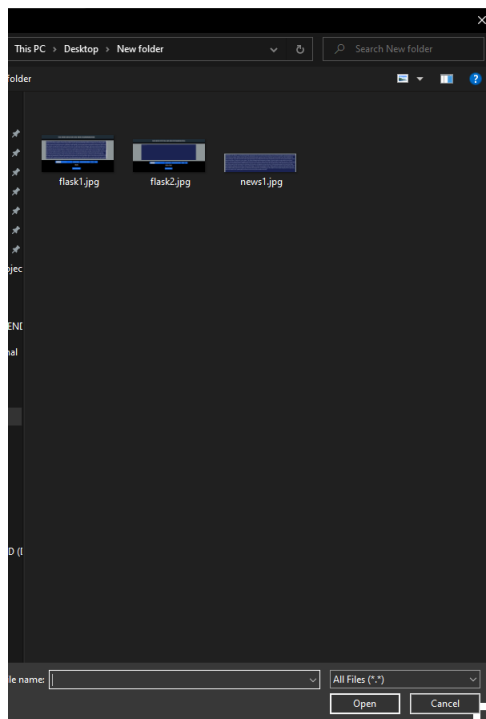 This PC > Desktop > New folder
Search New folder
folder
?
flask1.jpg
flask2.jpg
news1.jpg
ojec
END
nal
D (I
le name:
All Files (*.*)
Open
Cancel